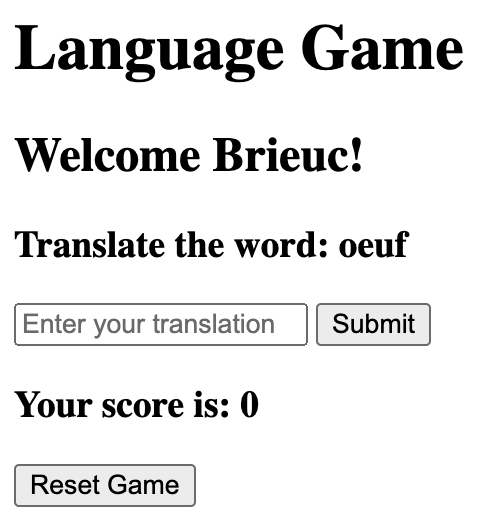 Language Game
Welcome Brieuc!
Translate the word: oeuf
Enter your translation Submit
Your score is: 0
Reset Game